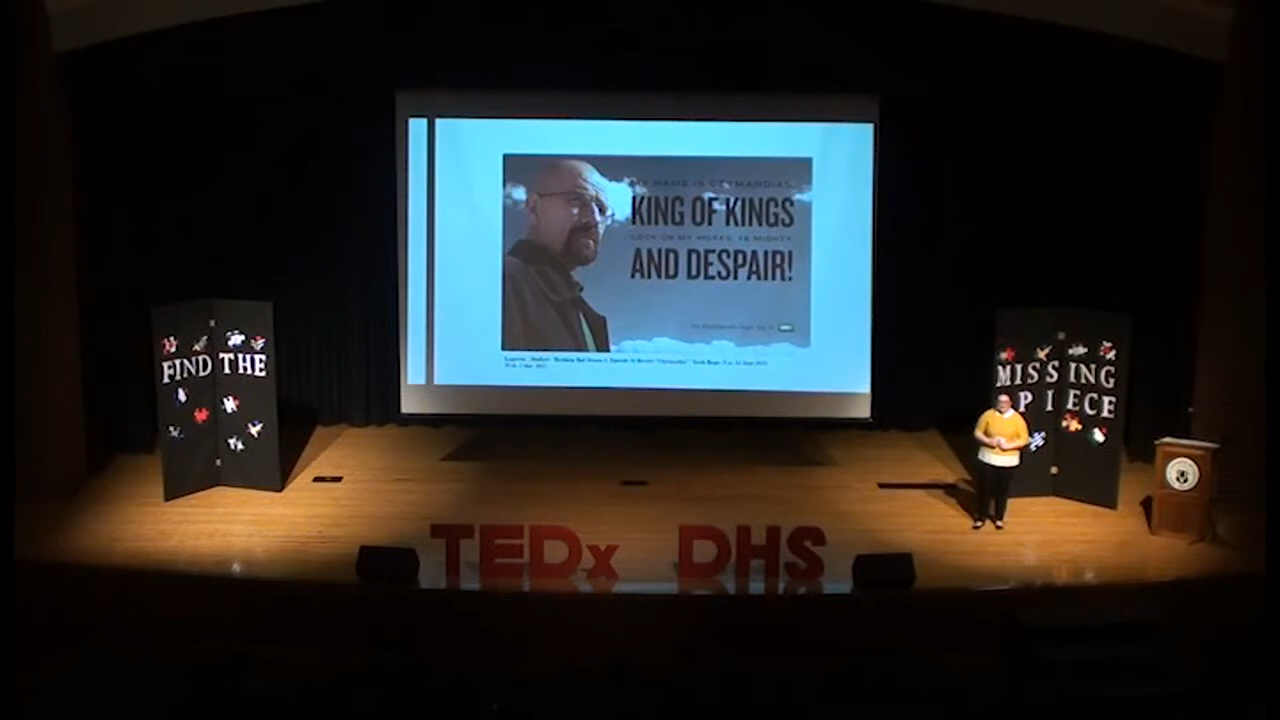 MY NAME IS OZYMANDIAS,
KING OF KINGS
LOOK ON MY WORKS, YE MIGHTY,
AND DESPAIR!
FIND THE
MISSING
PIECE
TEDx DHS